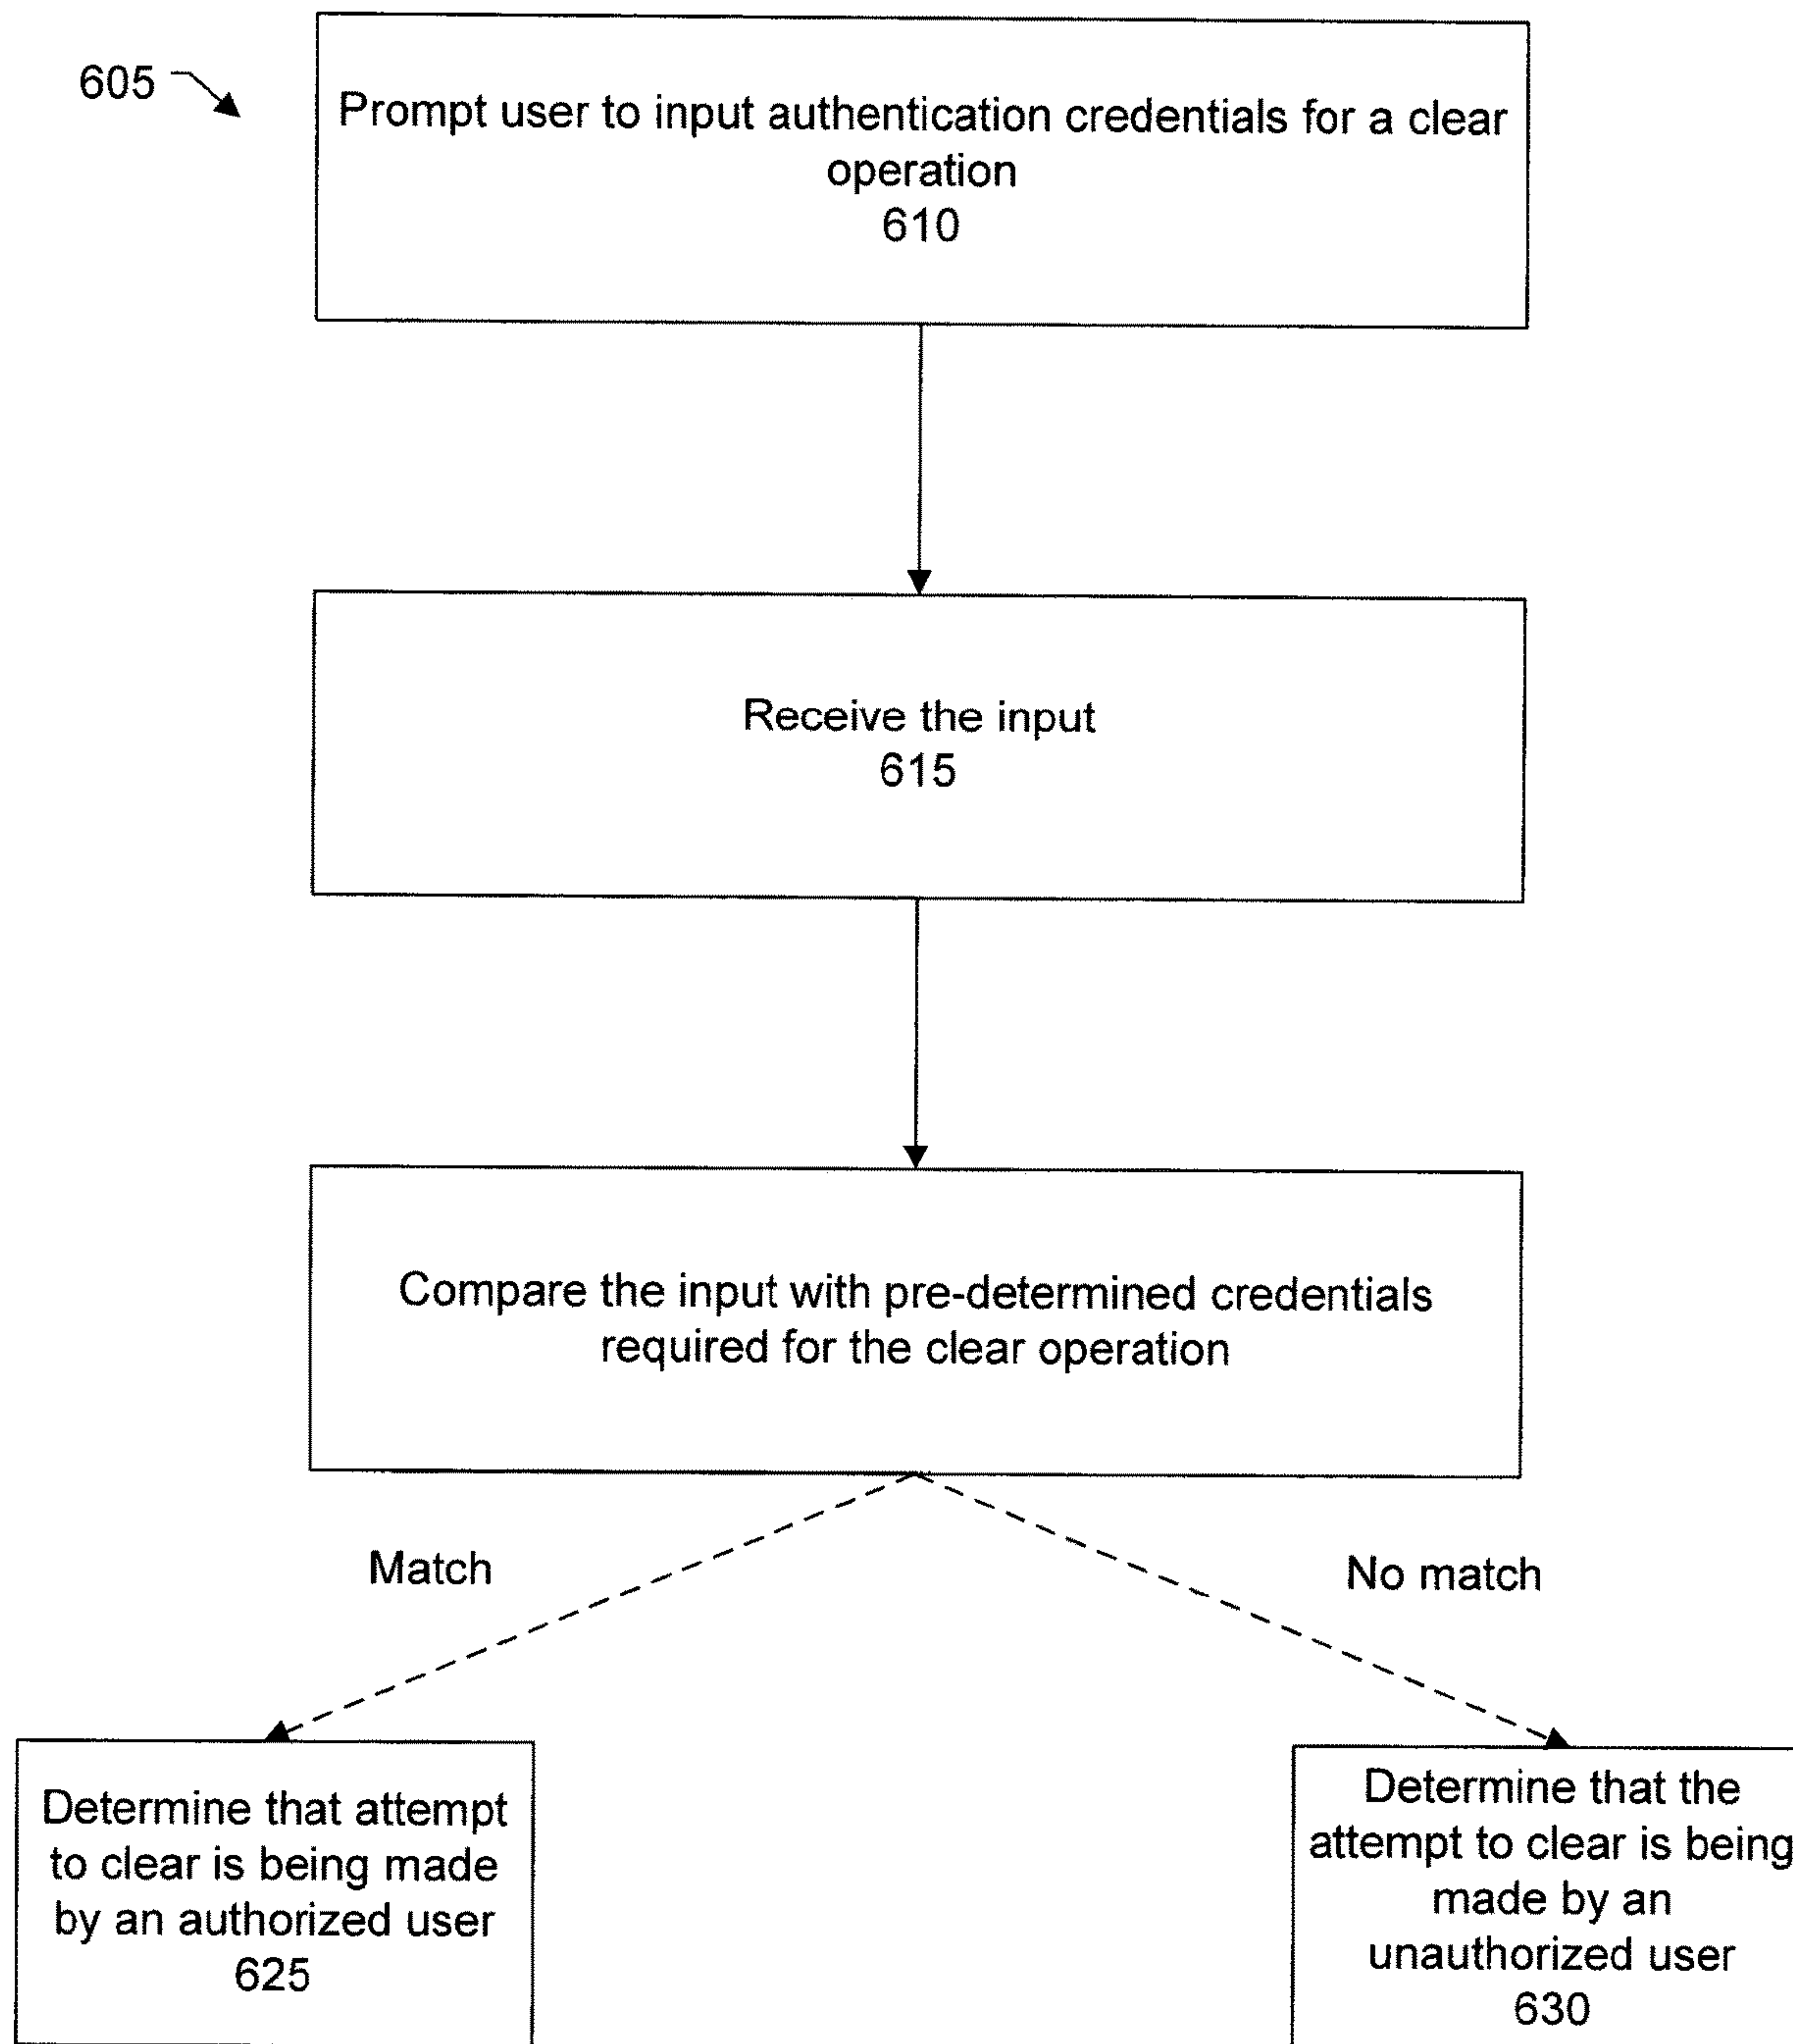 605
Prompt user to input authentication credentials for a clear
operation
610
Receive the input
615
Compare the input with pre-determined credentials
required for the clear operation
Match
No match
Determine that attempt
to clear is being made
by an authorized user
625
Determine that the
attempt to clear is being
made by an
unauthorized user
630